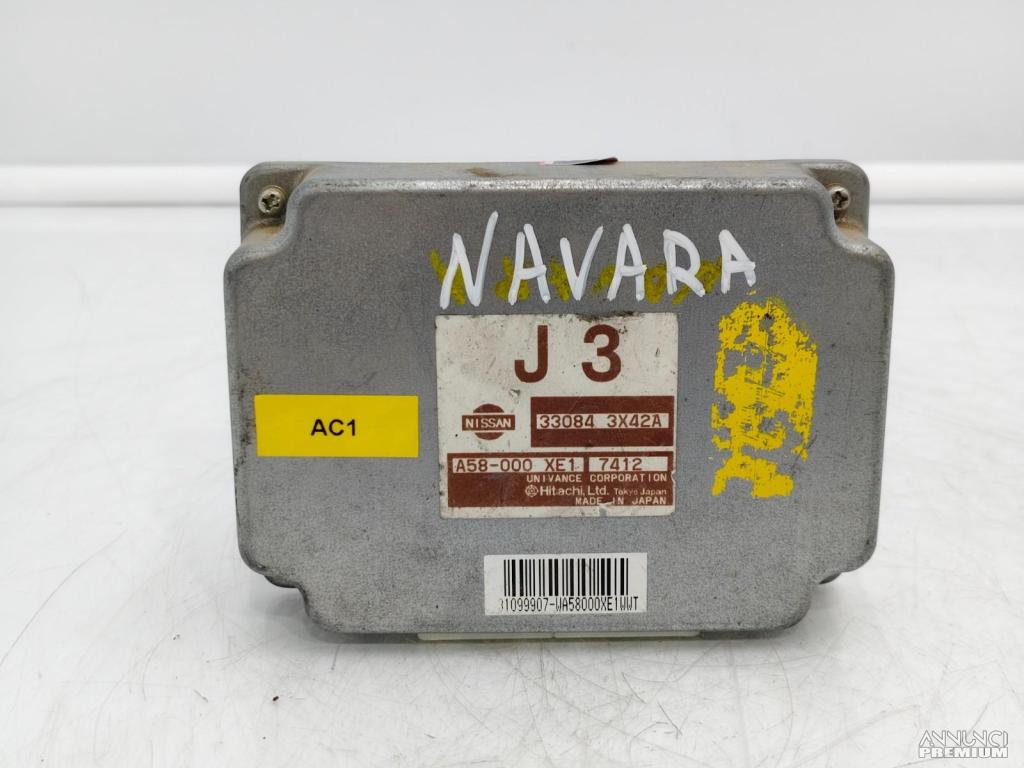 NAVARA
J 3
NISSAN 33084 3X42A
A58-000 XE1 7412
UNIVANCE CORPORATION
Hitachi, Ltd. Tokyo Japan
MADE IN JAPAN
AC1
31099907-WA58000XE1WWT
ANNUNCI
PREMIUM